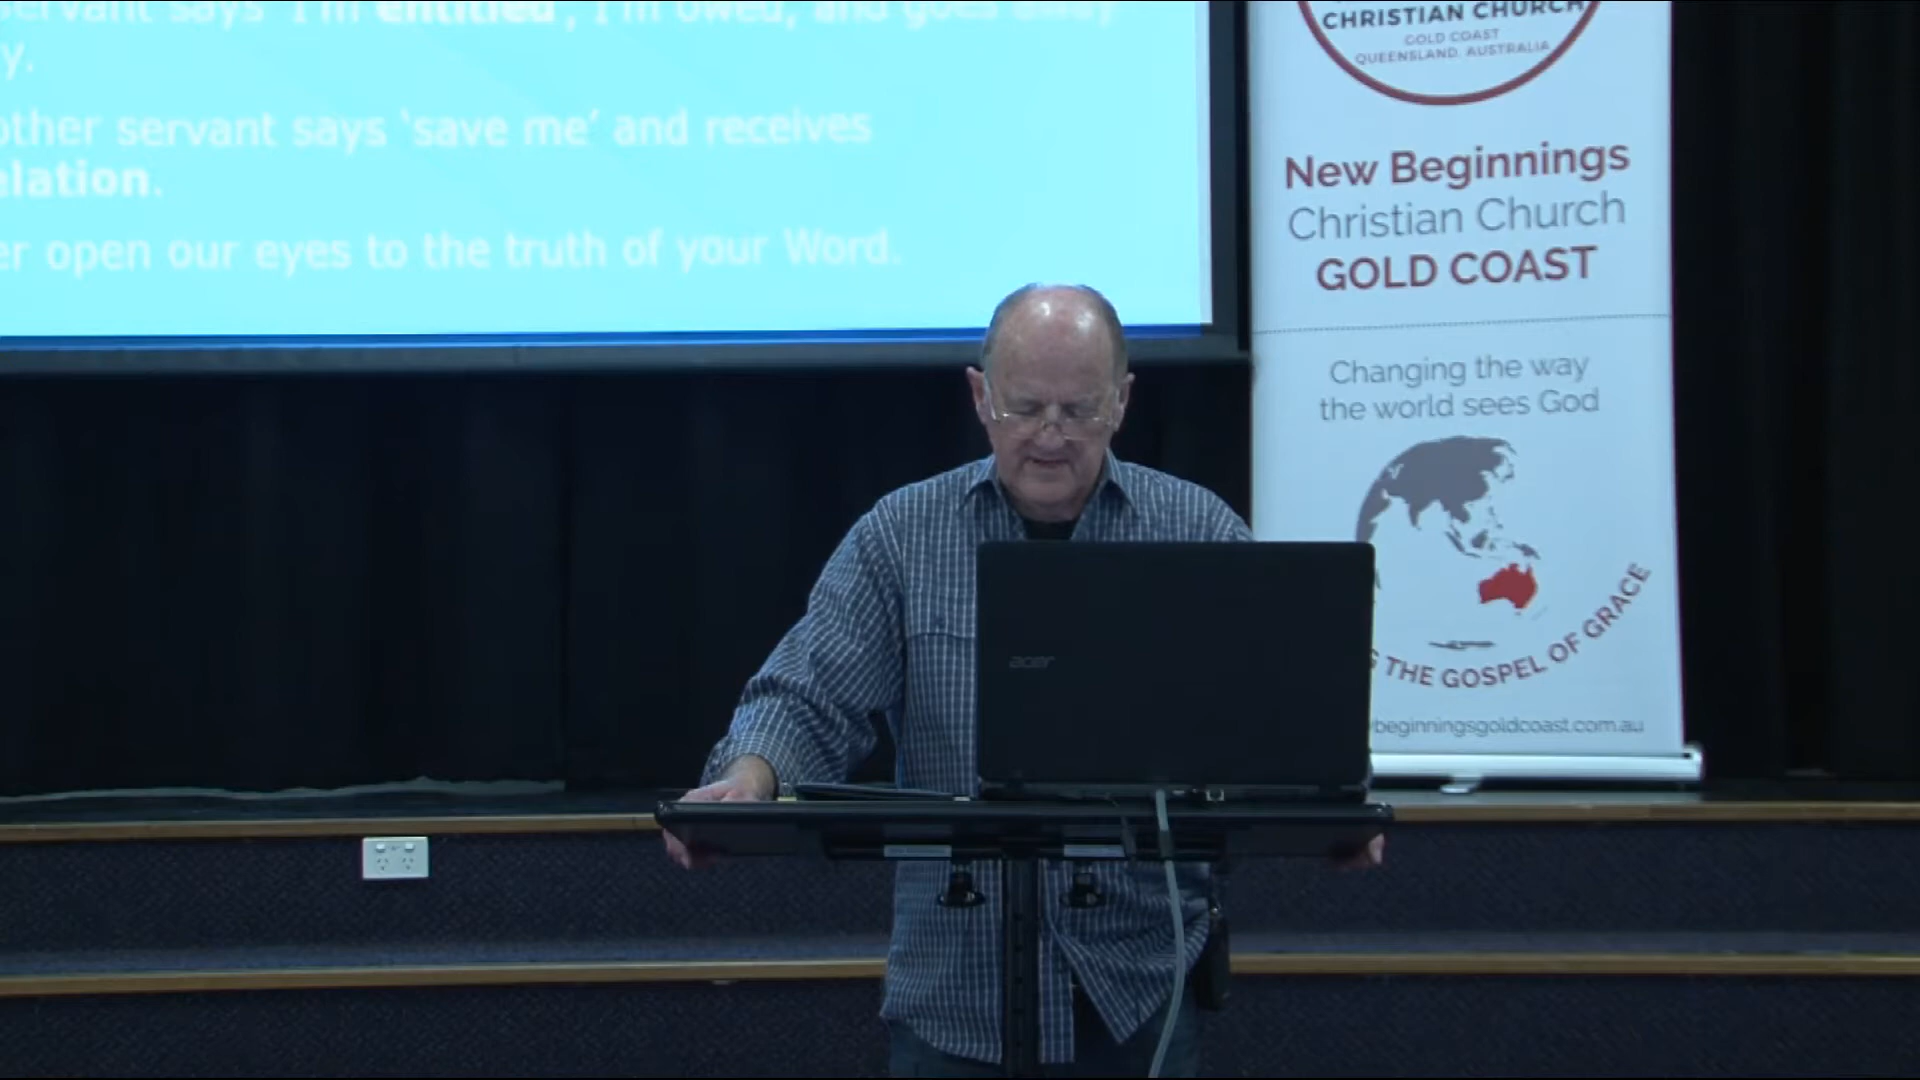 servant says 'I'm entitled', I'm owed, and goes away
y.
other servant says 'save me' and receives
elation.
er open our eyes to the truth of your Word.
CHRISTIAN CHURCH
GOLD COAST
QUEENSLAND, AUSTRALIA
New Beginnings
Christian Church
GOLD COAST
Changing the way
the world sees God
G THE GOSPEL OF GRACE
beginningsgoldcoast.com.au
acer